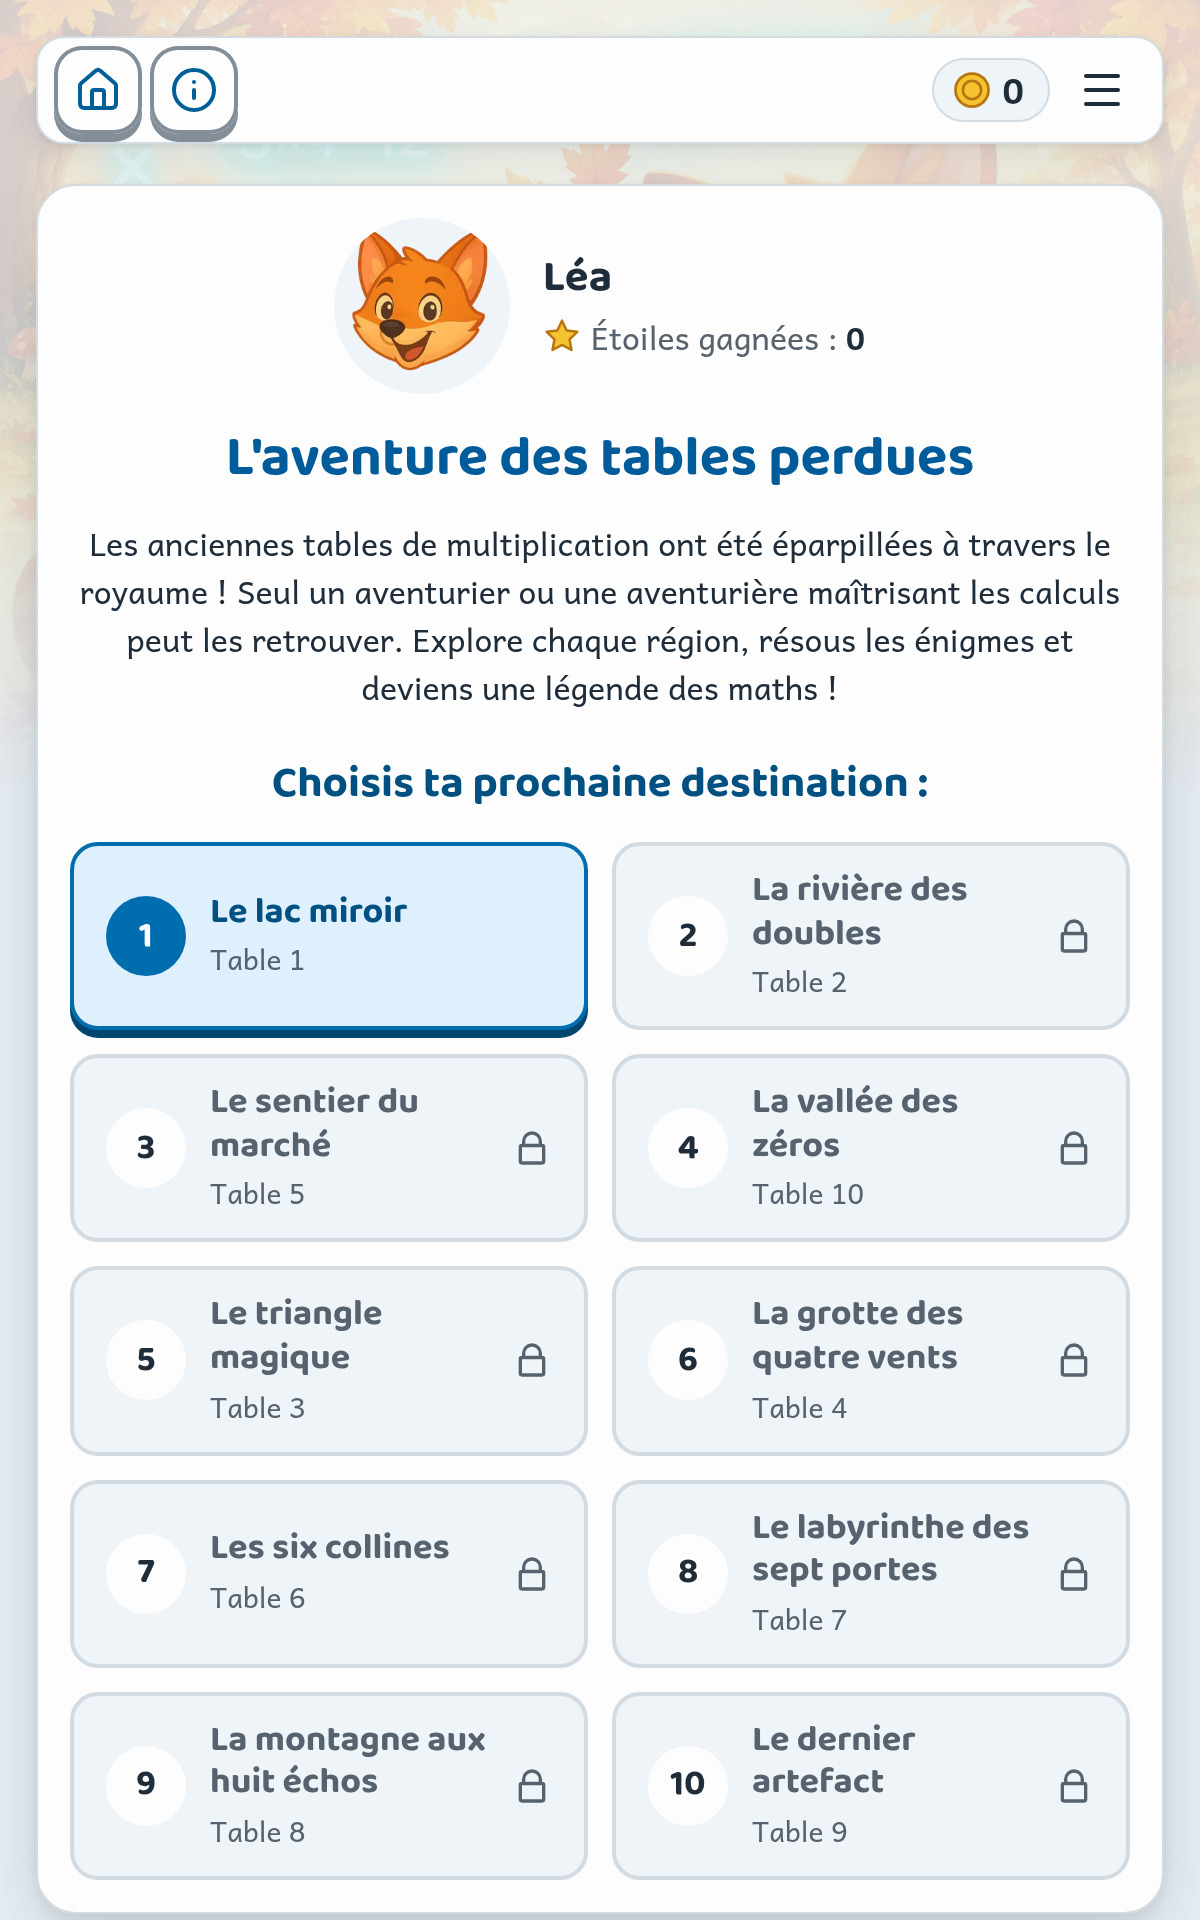 0
Léa
Étoiles gagnées : 0
L'aventure des tables perdues
Les anciennes tables de multiplication ont été éparpillées à travers le
royaume ! Seul un aventurier ou une aventurière maîtrisant les calculs
peut les retrouver. Explore chaque région, résous les énigmes et
deviens une légende des maths !
Choisis ta prochaine destination :
1
Le lac miroir
Table 1
2
La rivière des
doubles
Table 2
3
Le sentier du
marché
Table 5
4
La vallée des
zéros
Table 10
5
Le triangle
magique
Table 3
6
La grotte des
quatre vents
Table 4
7
Les six collines
Table 6
8
Le labyrinthe des
sept portes
Table 7
9
La montagne aux
huit échos
Table 8
10
Le dernier
artefact
Table 9